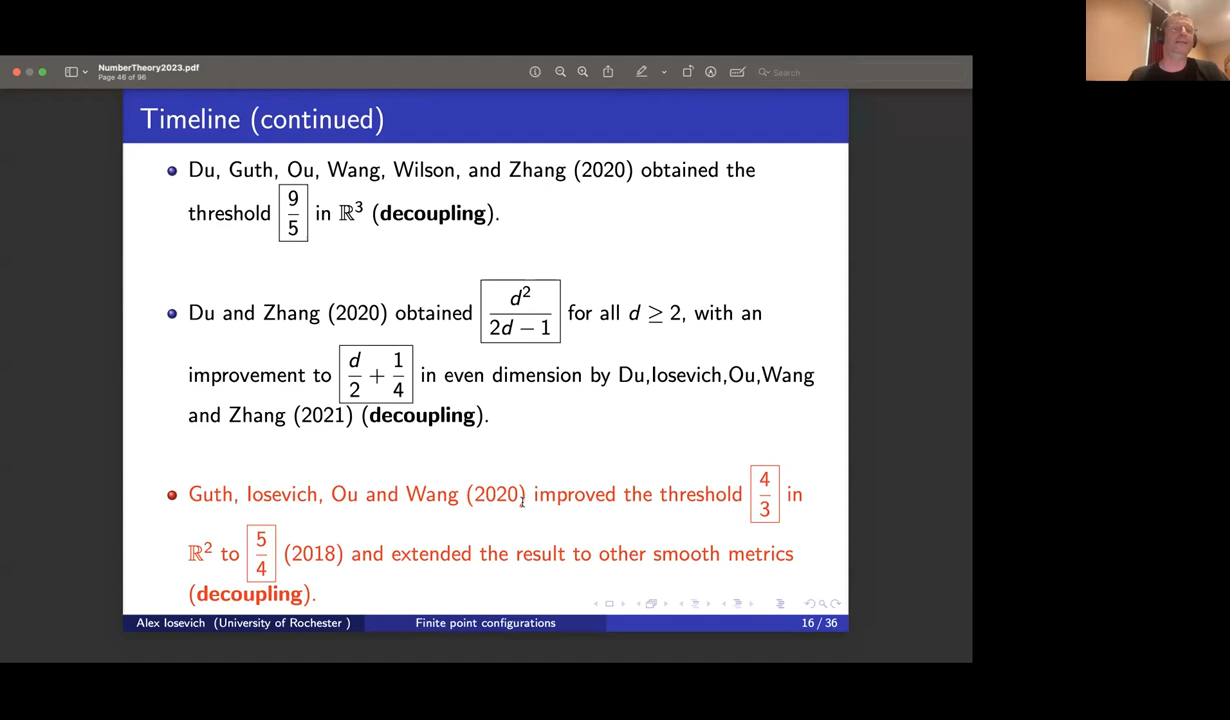 NumberTheory2023.pdf
Page 46 of 96
Search
Timeline (continued)
Du, Guth, Ou, Wang, Wilson, and Zhang (2020) obtained the
threshold 9/5 in ℝ³ (decoupling).
Du and Zhang (2020) obtained d²/(2d − 1) for all d ≥ 2, with an
improvement to d/2 + 1/4 in even dimension by Du,Iosevich,Ou,Wang
and Zhang (2021) (decoupling).
Guth, Iosevich, Ou and Wang (2020) improved the threshold 4/3 in
ℝ² to 5/4 (2018) and extended the result to other smooth metrics
(decoupling).
Alex Iosevich (University of Rochester ) Finite point configurations 16 / 36